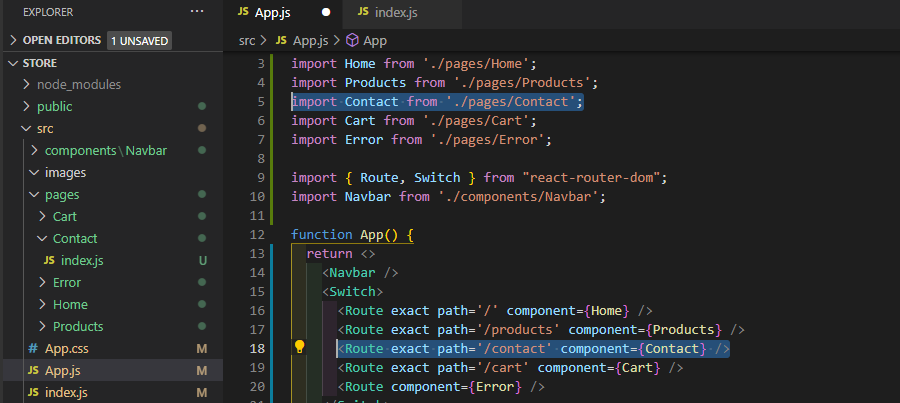 EXPLORER
OPEN EDITORS 1 UNSAVED
STORE
node_modules
public
src
components\Navbar
images
pages
Cart
Contact
index.js U
Error
Home
Products
# App.css M
JS App.js M
JS index.js M
JS App.js
JS index.js
src > JS App.js > App
3 import Home from './pages/Home';
4 import Products from './pages/Products';
5 import Contact from './pages/Contact';
6 import Cart from './pages/Cart';
7 import Error from './pages/Error';
8
9 import { Route, Switch } from "react-router-dom";
10 import Navbar from './components/Navbar';
11
12 function App() {
13 return <>
14 <Navbar />
15 <Switch>
16 <Route exact path='/' component={Home} />
17 <Route exact path='/products' component={Products} />
18 <Route exact path='/contact' component={Contact} />
19 <Route exact path='/cart' component={Cart} />
20 <Route component={Error} />